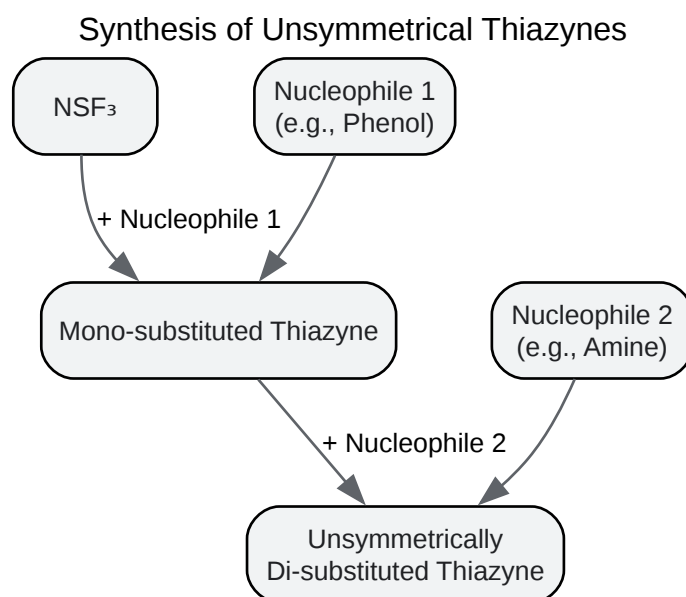 Synthesis of Unsymmetrical Thiazynes
NSF₃
Nucleophile 1
(e.g., Phenol)
+ Nucleophile 1
Mono-substituted Thiazyne
Nucleophile 2
(e.g., Amine)
+ Nucleophile 2
Unsymmetrically
Di-substituted Thiazyne